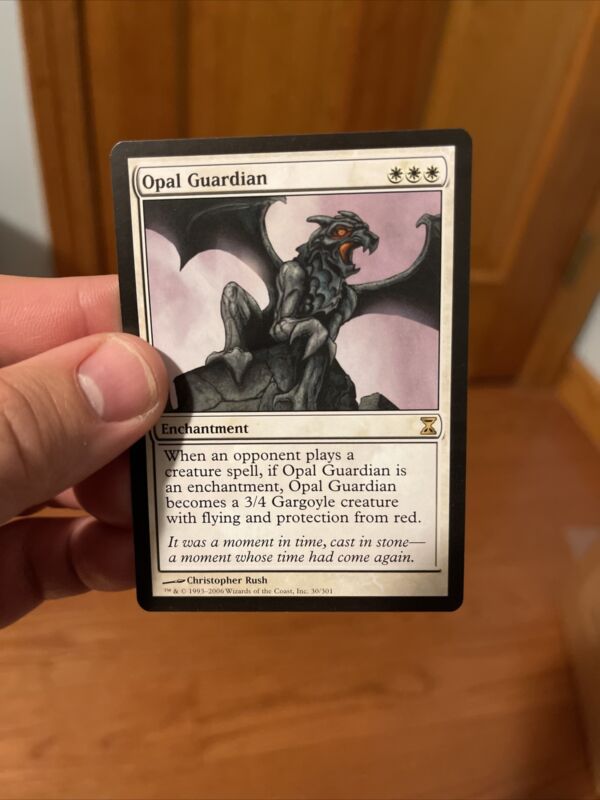 Opal Guardian
Enchantment
When an opponent plays a
creature spell, if Opal Guardian is
an enchantment, Opal Guardian
becomes a 3/4 Gargoyle creature
with flying and protection from red.
It was a moment in time, cast in stone—
a moment whose time had come again.
Christopher Rush
™ & © 1993–2006 Wizards of the Coast, Inc. 30/301